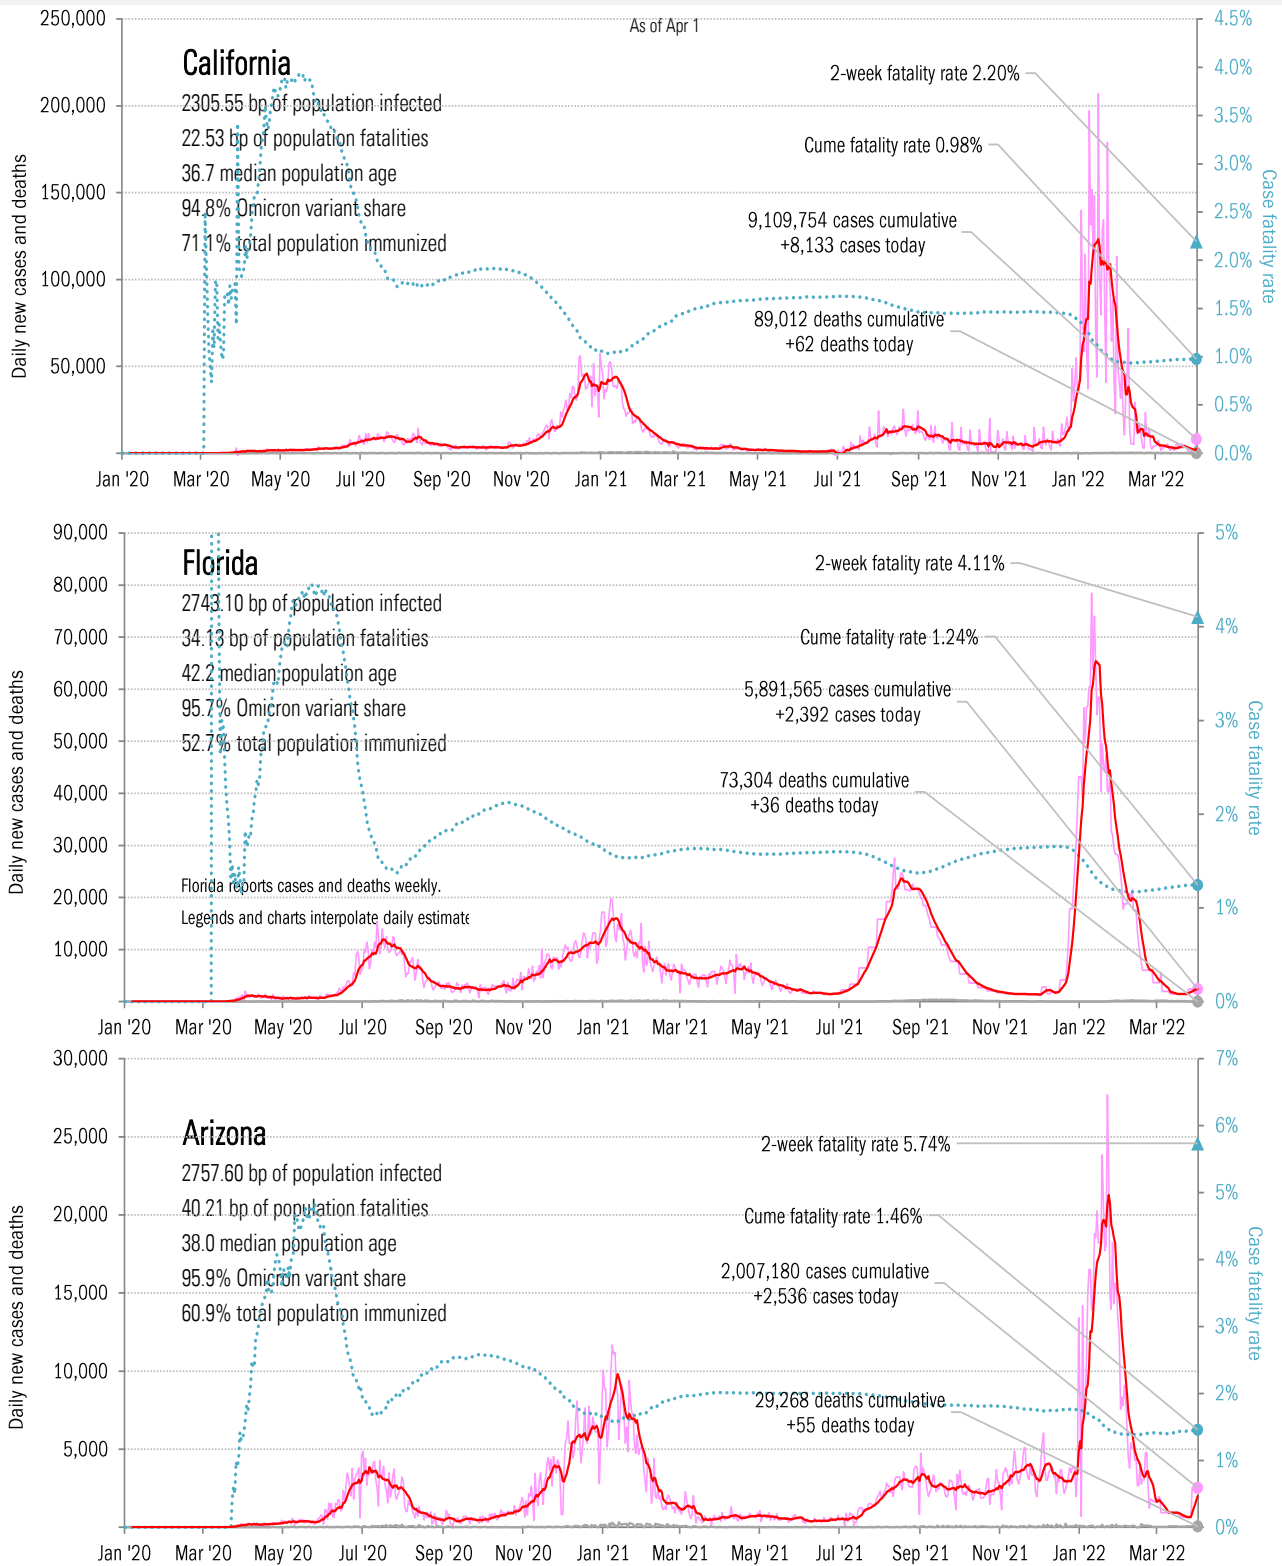 As of Apr 1
California
2305.55 bp of population infected
22.53 bp of population fatalities
36.7 median population age
94.8% Omicron variant share
71.1% total population immunized
2-week fatality rate 2.20%
Cume fatality rate 0.98%
9,109,754 cases cumulative
+8,133 cases today
89,012 deaths cumulative
+62 deaths today
Daily new cases and deaths
250,000
200,000
150,000
100,000
50,000
4.5%
4.0%
3.5%
3.0%
2.5%
2.0%
1.5%
1.0%
0.5%
0.0%
Case fatality rate
Jan '20 Mar '20 May '20 Jul '20 Sep '20 Nov '20 Jan '21 Mar '21 May '21 Jul '21 Sep '21 Nov '21 Jan '22 Mar '22
Florida
2743.10 bp of population infected
34.13 bp of population fatalities
42.2 median population age
95.7% Omicron variant share
52.7% total population immunized
Florida reports cases and deaths weekly.
Legends and charts interpolate daily estimate
2-week fatality rate 4.11%
Cume fatality rate 1.24%
5,891,565 cases cumulative
+2,392 cases today
73,304 deaths cumulative
+36 deaths today
Daily new cases and deaths
90,000
80,000
70,000
60,000
50,000
40,000
30,000
20,000
10,000
5%
4%
3%
2%
1%
0%
Case fatality rate
Jan '20 Mar '20 May '20 Jul '20 Sep '20 Nov '20 Jan '21 Mar '21 May '21 Jul '21 Sep '21 Nov '21 Jan '22 Mar '22
Arizona
2757.60 bp of population infected
40.21 bp of population fatalities
38.0 median population age
95.9% Omicron variant share
60.9% total population immunized
2-week fatality rate 5.74%
Cume fatality rate 1.46%
2,007,180 cases cumulative
+2,536 cases today
29,268 deaths cumulative
+55 deaths today
Daily new cases and deaths
30,000
25,000
20,000
15,000
10,000
5,000
7%
6%
5%
4%
3%
2%
1%
0%
Case fatality rate
Jan '20 Mar '20 May '20 Jul '20 Sep '20 Nov '20 Jan '21 Mar '21 May '21 Jul '21 Sep '21 Nov '21 Jan '22 Mar '22